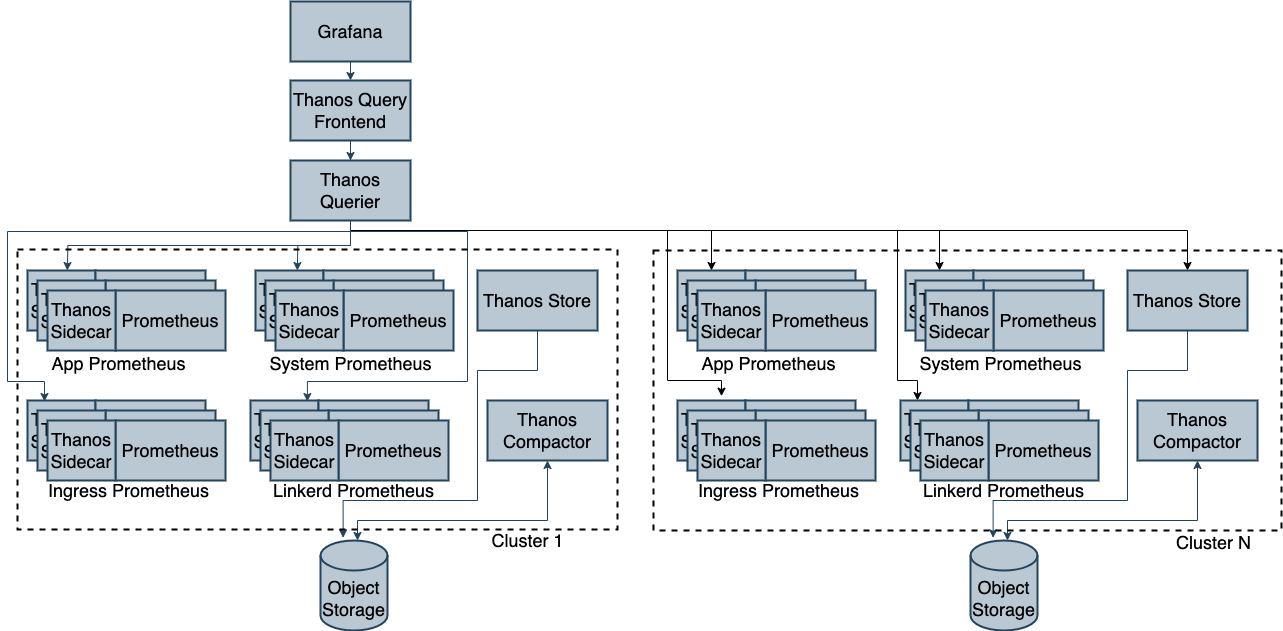 Grafana
Thanos Query
Frontend
Thanos
Querier
T
S
T
S
Thanos
Sidecar
Prometheus
App Prometheus
T
S
T
S
Thanos
Sidecar
Prometheus
System Prometheus
Thanos Store
T
S
T
S
Thanos
Sidecar
Prometheus
App Prometheus
T
S
T
S
Thanos
Sidecar
Prometheus
System Prometheus
Thanos Store
T
S
T
S
Thanos
Sidecar
Prometheus
Ingress Prometheus
T
S
T
S
Thanos
Sidecar
Prometheus
Linkerd Prometheus
Thanos
Compactor
T
S
T
S
Thanos
Sidecar
Prometheus
Ingress Prometheus
T
S
T
S
Thanos
Sidecar
Prometheus
Linkerd Prometheus
Thanos
Compactor
Cluster 1
Cluster N
Object
Storage
Object
Storage